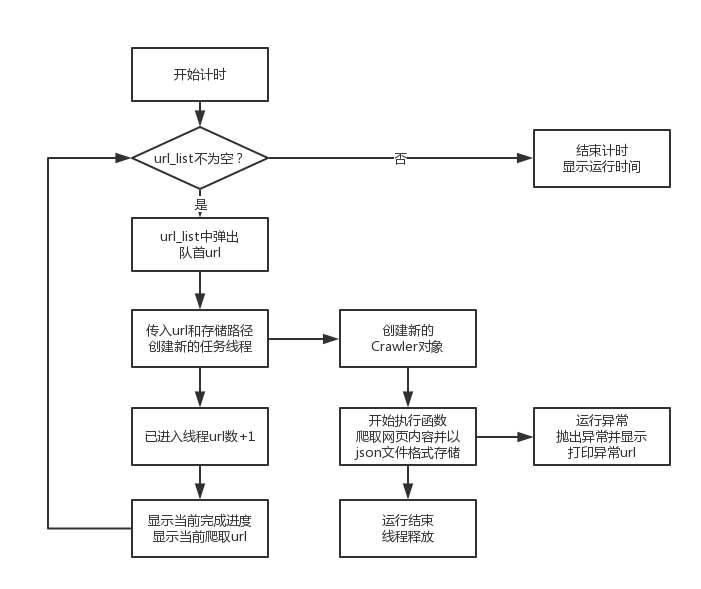 开始计时
url_list不为空？
否
结束计时
显示运行时间
是
url_list中弹出
队首url
传入url和存储路径
创建新的任务线程
创建新的
Crawler对象
已进入线程url数+1
开始执行函数
爬取网页内容并以
json文件格式存储
运行异常
抛出异常并显示
打印异常url
显示当前完成进度
显示当前爬取url
运行结束
线程释放